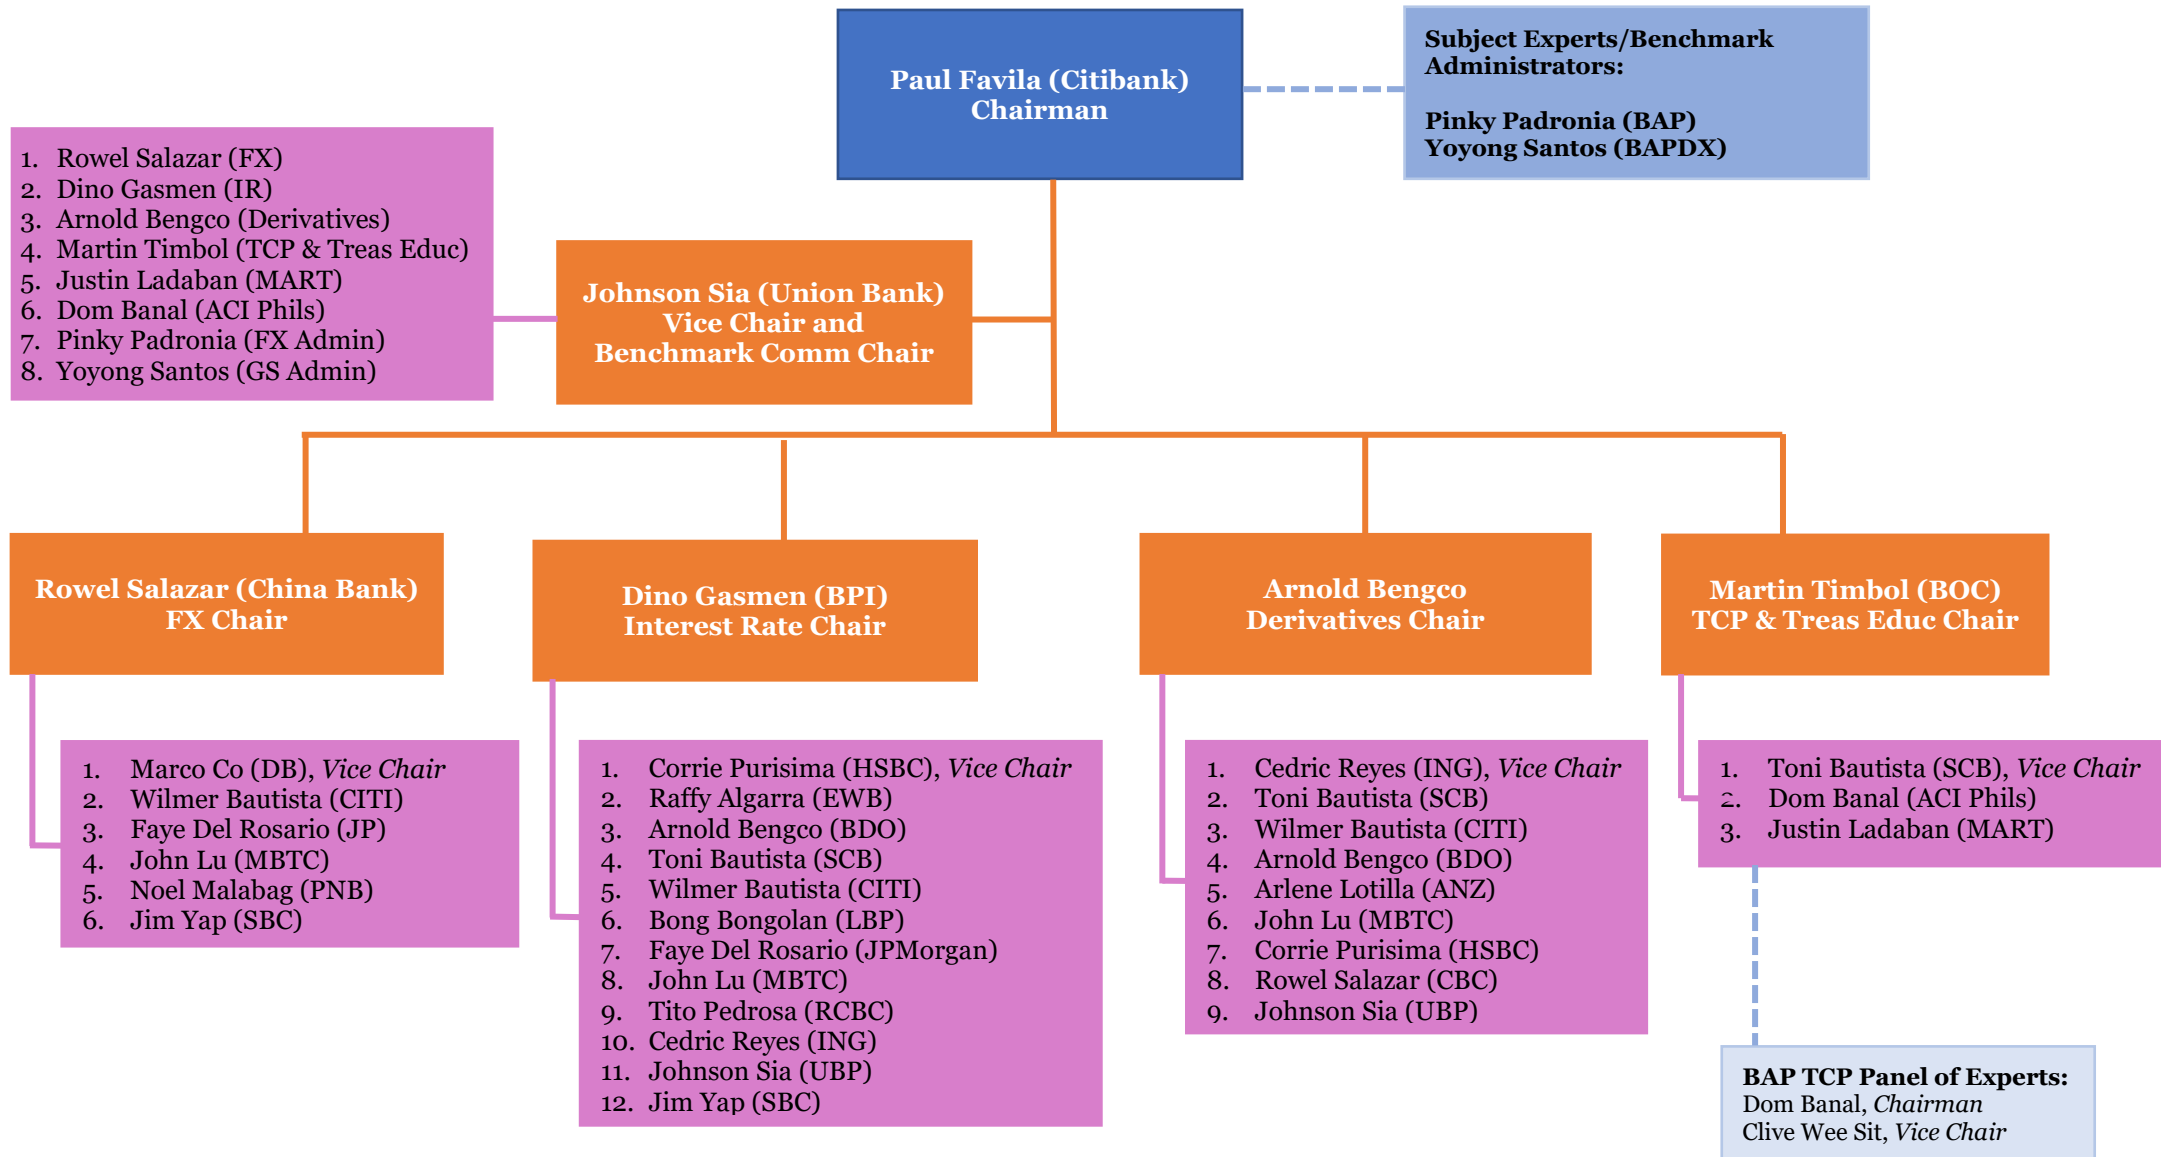 Paul Favila (Citibank)
Chairman
Subject Experts/Benchmark
Administrators:
Pinky Padronia (BAP)
Yoyong Santos (BAPDX)
1. Rowel Salazar (FX)
2. Dino Gasmen (IR)
3. Arnold Bengco (Derivatives)
4. Martin Timbol (TCP & Treas Educ)
5. Justin Ladaban (MART)
6. Dom Banal (ACI Phils)
7. Pinky Padronia (FX Admin)
8. Yoyong Santos (GS Admin)
Johnson Sia (Union Bank)
Vice Chair and
Benchmark Comm Chair
Rowel Salazar (China Bank)
FX Chair
Dino Gasmen (BPI)
Interest Rate Chair
Arnold Bengco
Derivatives Chair
Martin Timbol (BOC)
TCP & Treas Educ Chair
1. Marco Co (DB), Vice Chair
2. Wilmer Bautista (CITI)
3. Faye Del Rosario (JP)
4. John Lu (MBTC)
5. Noel Malabag (PNB)
6. Jim Yap (SBC)
1. Corrie Purisima (HSBC), Vice Chair
2. Raffy Algarra (EWB)
3. Arnold Bengco (BDO)
4. Toni Bautista (SCB)
5. Wilmer Bautista (CITI)
6. Bong Bongolan (LBP)
7. Faye Del Rosario (JPMorgan)
8. John Lu (MBTC)
9. Tito Pedrosa (RCBC)
10. Cedric Reyes (ING)
11. Johnson Sia (UBP)
12. Jim Yap (SBC)
1. Cedric Reyes (ING), Vice Chair
2. Toni Bautista (SCB)
3. Wilmer Bautista (CITI)
4. Arnold Bengco (BDO)
5. Arlene Lotilla (ANZ)
6. John Lu (MBTC)
7. Corrie Purisima (HSBC)
8. Rowel Salazar (CBC)
9. Johnson Sia (UBP)
1. Toni Bautista (SCB), Vice Chair
2. Dom Banal (ACI Phils)
3. Justin Ladaban (MART)
BAP TCP Panel of Experts:
Dom Banal, Chairman
Clive Wee Sit, Vice Chair